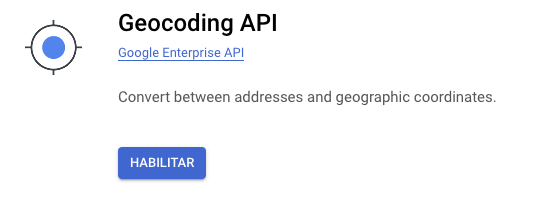 Geocoding API
Google Enterprise API
Convert between addresses and geographic coordinates.
HABILITAR